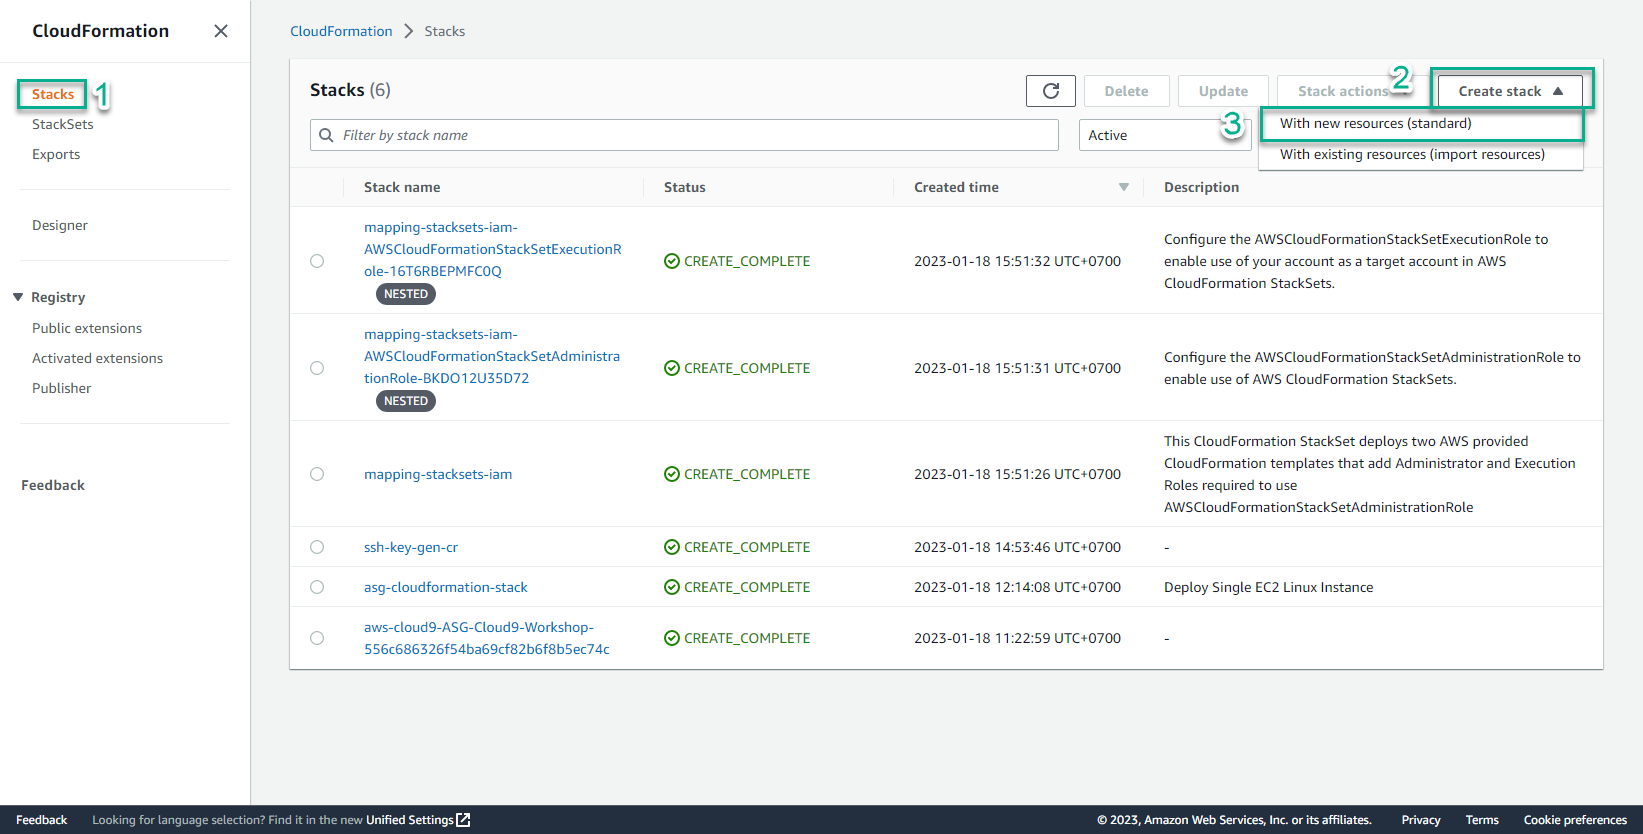 CloudFormation
Stacks
1
StackSets
Exports
Designer
Registry
Public extensions
Activated extensions
Publisher
Feedback
CloudFormation > Stacks
Stacks (6)
Delete
Update
Stack actions
2
Create stack
Filter by stack name
Active
3
With new resources (standard)
With existing resources (import resources)
Stack name
Status
Created time
Description
mapping-stacksets-iam-
AWSCloudFormationStackSetExecutionR
ole-16T6RBEPMFC0Q
NESTED
CREATE_COMPLETE
2023-01-18 15:51:32 UTC+0700
Configure the AWSCloudFormationStackSetExecutionRole to
enable use of your account as a target account in AWS
CloudFormation StackSets.
mapping-stacksets-iam-
AWSCloudFormationStackSetAdministra
tionRole-BKDO12U35D72
NESTED
CREATE_COMPLETE
2023-01-18 15:51:31 UTC+0700
Configure the AWSCloudFormationStackSetAdministrationRole to
enable use of AWS CloudFormation StackSets.
mapping-stacksets-iam
CREATE_COMPLETE
2023-01-18 15:51:26 UTC+0700
This CloudFormation StackSet deploys two AWS provided
CloudFormation templates that add Administrator and Execution
Roles required to use
AWSCloudFormationStackSetAdministrationRole
ssh-key-gen-cr
CREATE_COMPLETE
2023-01-18 14:53:46 UTC+0700
-
asg-cloudformation-stack
CREATE_COMPLETE
2023-01-18 12:14:08 UTC+0700
Deploy Single EC2 Linux Instance
aws-cloud9-ASG-Cloud9-Workshop-
556c686326f54ba69cf82b6f8b5ec74c
CREATE_COMPLETE
2023-01-18 11:22:59 UTC+0700
-
Feedback
Looking for language selection? Find it in the new Unified Settings
© 2023, Amazon Web Services, Inc. or its affiliates.
Privacy
Terms
Cookie preferences